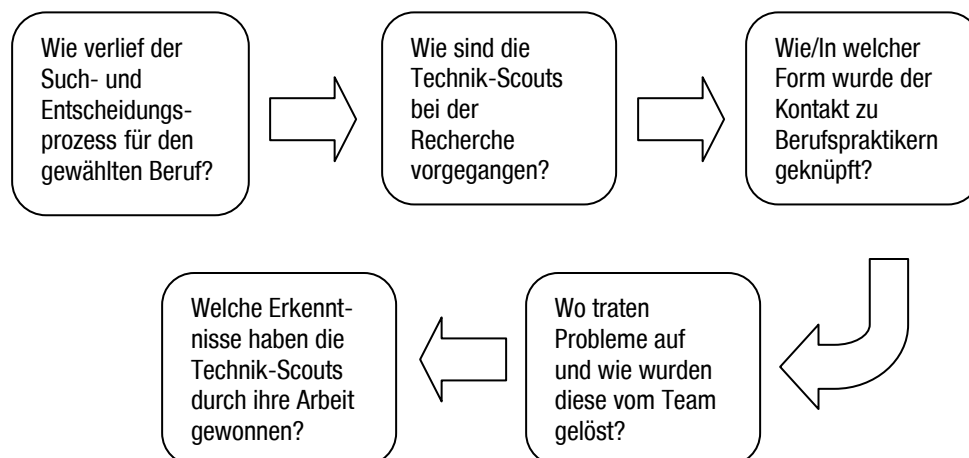 Wie verlief der
Such- und
Entscheidungs-
prozess für den
gewählten Beruf?
Wie sind die
Technik-Scouts
bei der
Recherche
vorgegangen?
Wie/In welcher
Form wurde der
Kontakt zu
Berufspraktikern
geknüpft?
Wo traten
Probleme auf
und wie wurden
diese vom Team
gelöst?
Welche Erkennt-
nisse haben die
Technik-Scouts
durch ihre Arbeit
gewonnen?